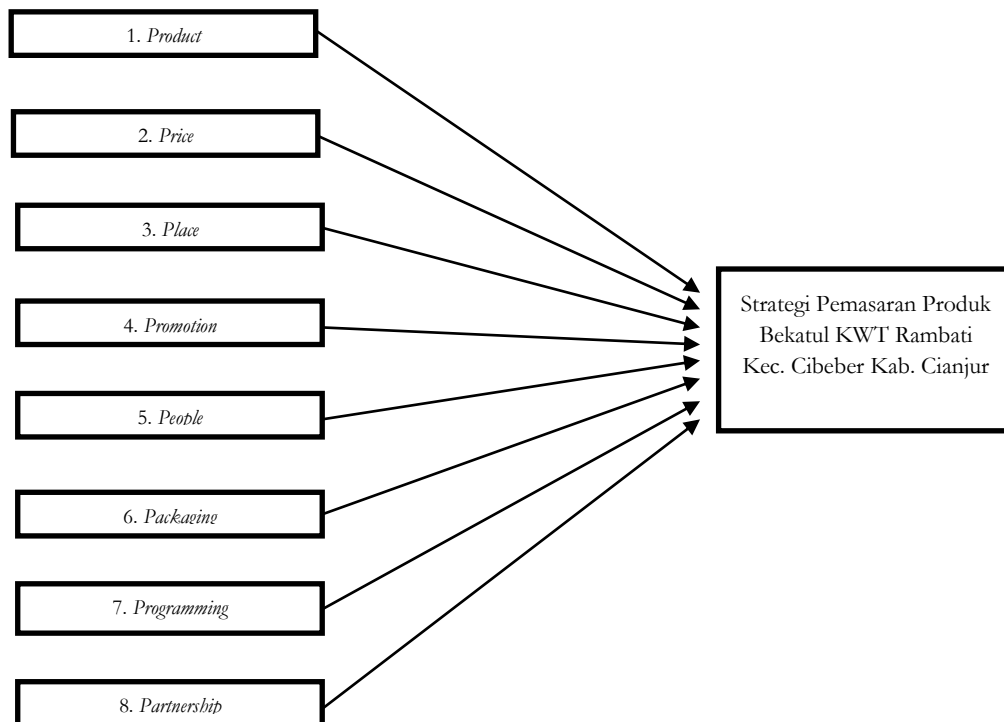 1. Product
2. Price
3. Place
4. Promotion
5. People
6. Packaging
7. Programming
8. Partnership
Strategi Pemasaran Produk
Bekatul KWT Rambati
Kec. Cibeber Kab. Cianjur